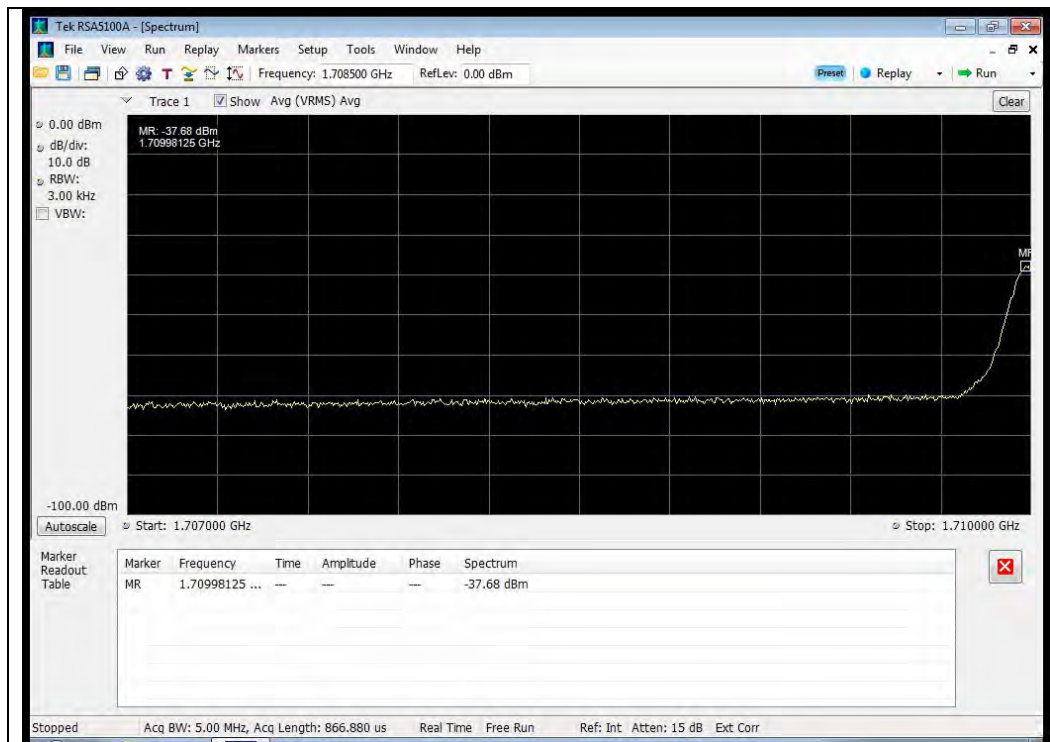 Tek RSA5100A - [Spectrum]
File View Run Replay Markers Setup Tools Window Help
T Frequency: 1.708500 GHz RefLev: 0.00 dBm Preset Replay Run
Trace 1 Show Avg (VRMS) Avg Clear
0.00 dBm
dB/div:
10.0 dB
RBW:
3.00 kHz
VBW:
MR: -37.68 dBm
1.70998125 GHz
MR
-100.00 dBm
Autoscale Start: 1.707000 GHz Stop: 1.710000 GHz
Marker
Readout
Table
Marker Frequency Time Amplitude Phase Spectrum
MR 1.70998125 ... --- --- --- -37.68 dBm
Stopped Acq BW: 5.00 MHz, Acq Length: 866.880 us Real Time Free Run Ref: Int Atten: 15 dB Ext Corr